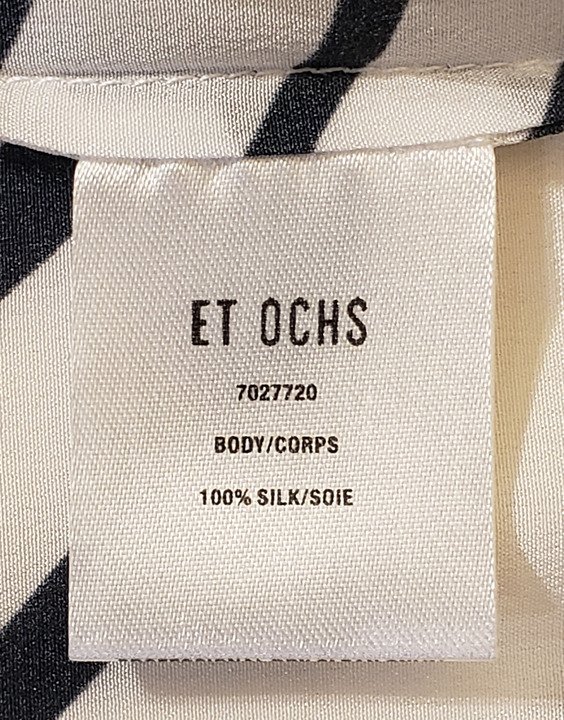 ET OCHS
7027720
BODY/CORPS
100% SILK/SOIE